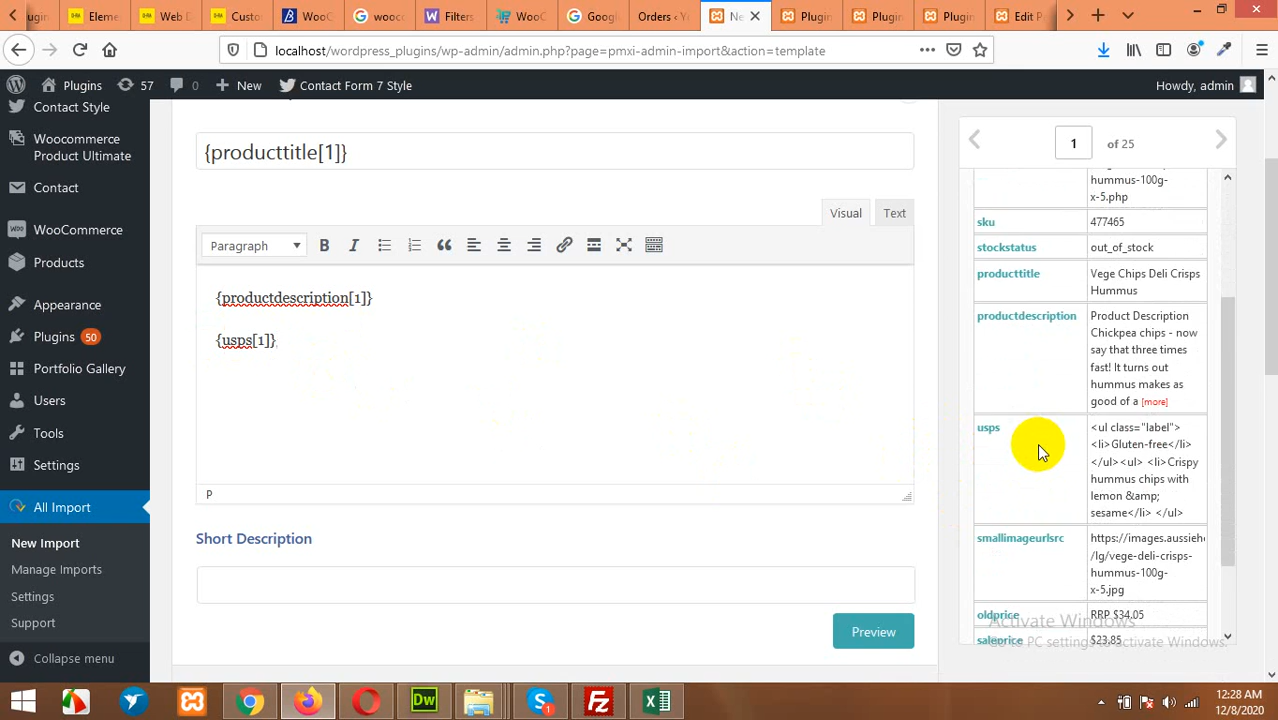 Eleme
Web D
Custo
WooC
wooco
Filters
WooC
Googl
Orders ‹ Y
Ne
Plugin
Plugin
Plugin
Edit P
localhost/wordpress_plugins/wp-admin/admin.php?page=pmxi-admin-import&action=template
Plugins
57
0
New
Contact Form 7 Style
Howdy, admin
Contact Style
Woocommerce
Product Ultimate
Contact
WooCommerce
Products
Appearance
Plugins 50
Portfolio Gallery
Users
Tools
Settings
All Import
New Import
Manage Imports
Settings
Support
Collapse menu
{producttitle[1]}
Visual
Text
Paragraph
{productdescription[1]}
{usps[1]}
P
Short Description
Preview
1 of 25
hummus-100g-
x-5.php
sku
477465
stockstatus
out_of_stock
producttitle
Vege Chips Deli Crisps
Hummus
productdescription
Product Description
Chickpea chips - now
say that three times
fast! It turns out
hummus makes as
good of a [more]
usps
<ul class="label">
<li>Gluten-free</li>
</ul><ul> <li>Crispy
hummus chips with
lemon &amp;
sesame</li> </ul>
smallimageurlsrc
https://images.aussiehe
/lg/vege-deli-crisps-
hummus-100g-
x-5.jpg
oldprice
RRP $34.05
saleprice
$23.85
Activate Windows
Go to PC settings to activate Windows.
12:28 AM
12/8/2020